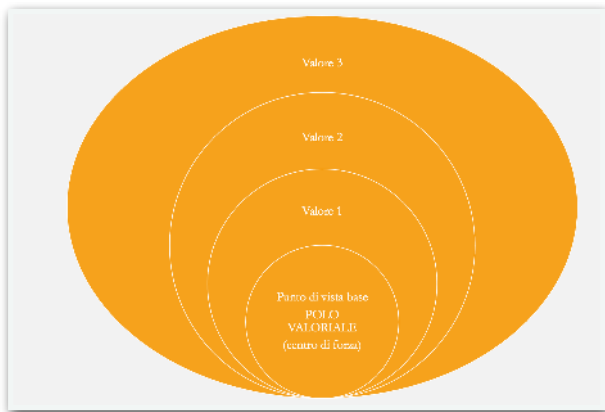 Valore 3
Valore 2
Valore 1
Punto di vista base
POLO
VALORIALE
(centro di forza)